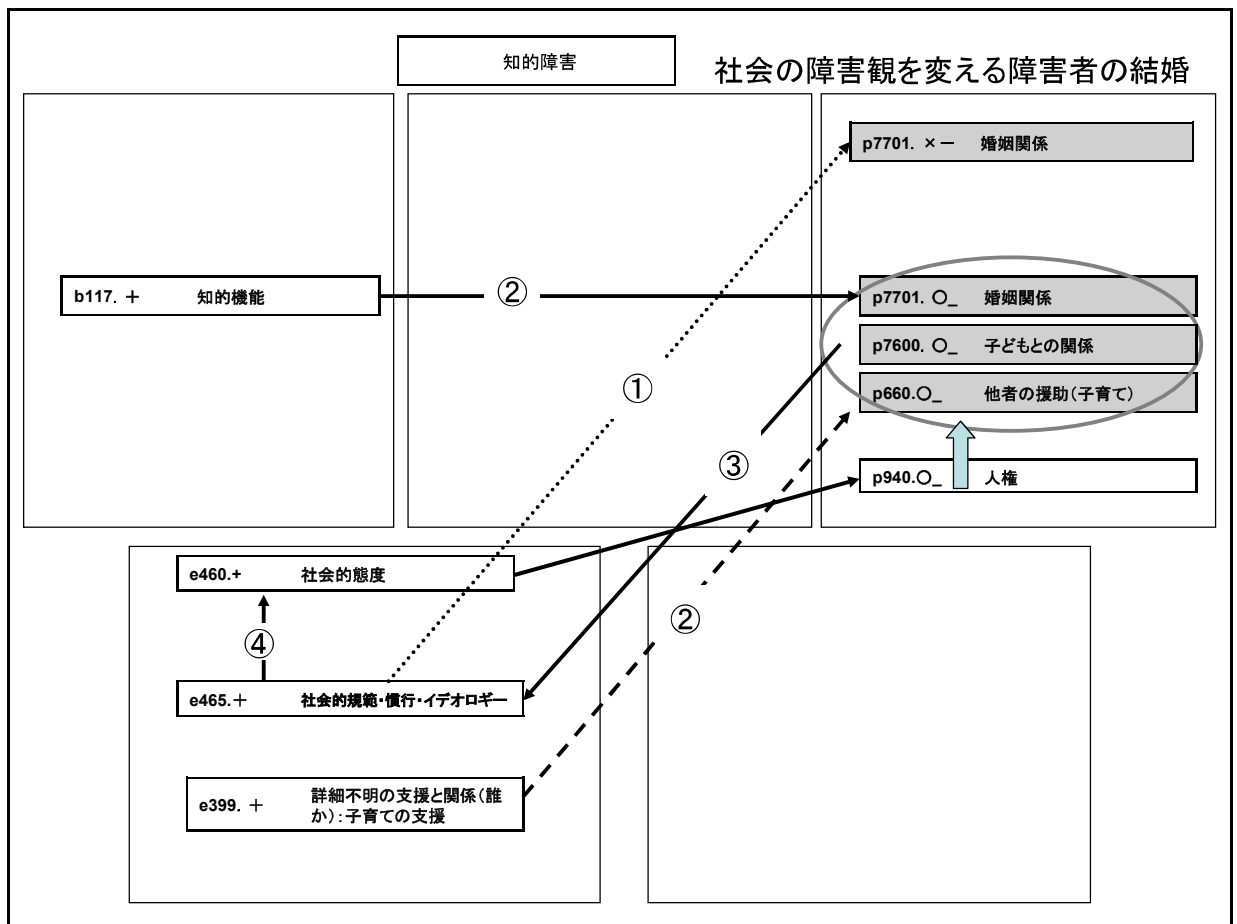 知的障害
社会の障害観を変える障害者の結婚
p7701. ×－ 婚姻関係
b117. ＋ 知的機能
②
p7701. ○_ 婚姻関係
p7600. ○_ 子どもとの関係
①
p660.○_ 他者の援助(子育て)
③
p940.○_ 人権
e460.+ 社会的態度
②
④
e465.＋ 社会的規範・慣行・イデオロギー
e399. ＋ 詳細不明の支援と関係(誰
か):子育ての支援